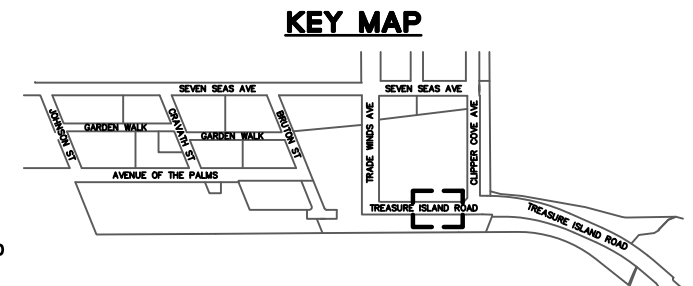 KEY MAP
SEVEN SEAS AVE
SEVEN SEAS AVE
JOHNSON ST
GARDEN WALK
CRAVATH ST
GARDEN WALK
BRUTON ST
TRADE WINDS AVE
CLIPPER COVE AVE
AVENUE OF THE PALMS
TREASURE ISLAND ROAD
TREASURE ISLAND ROAD